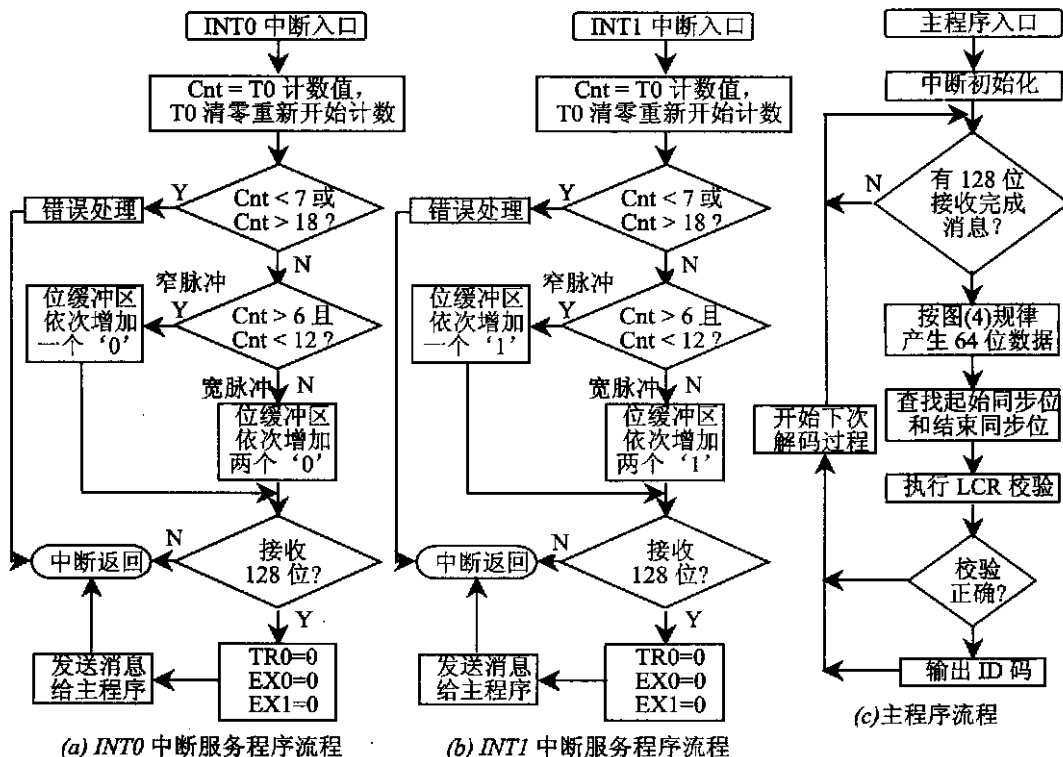 INT0 中断入口
Cnt = T0 计数值,
T0 清零重新开始计数
Cnt < 7 或
Cnt > 18 ?
Y
错误处理
N
窄脉冲
Y
Cnt > 6 且
Cnt < 12 ?
位缓冲区
依次增加
一个‘0’
宽脉冲
N
位缓冲区
依次增加
两个‘0’
接收
128 位?
N
中断返回
Y
TR0=0
EX0=0
EX1=0
发送消息
给主程序
(a) INT0 中断服务程序流程
INT1 中断入口
Cnt = T0 计数值,
T0 清零重新开始计数
Cnt < 7 或
Cnt > 18 ?
Y
错误处理
N
窄脉冲
Y
Cnt > 6 且
Cnt < 12 ?
位缓冲区
依次增加
一个‘1’
宽脉冲
N
位缓冲区
依次增加
两个‘1’
接收
128 位?
N
中断返回
Y
TR0=0
EX0=0
EX1=0
发送消息
给主程序
(b) INT1 中断服务程序流程
主程序入口
中断初始化
N
有 128 位
接收完成
消息?
按图(4)规律
产生 64 位数据
查找起始同步位
和结束同步位
开始下次
解码过程
执行 LCR 校验
校验
正确?
输出 ID 码
(c)主程序流程